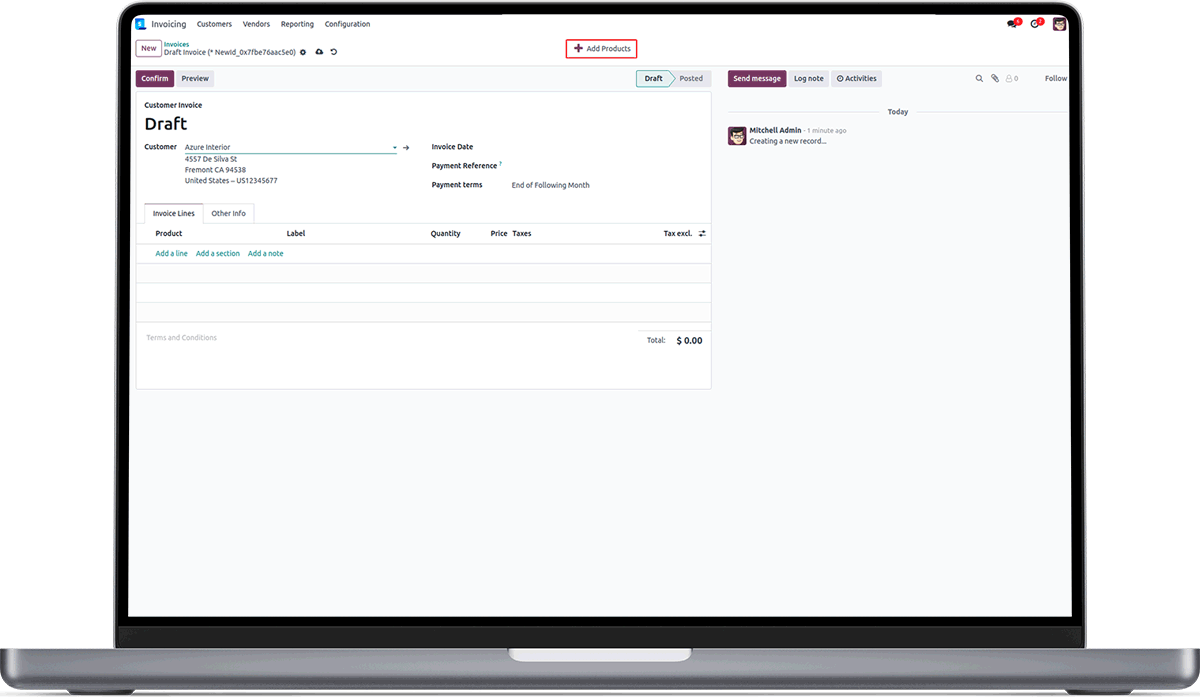 Invoicing Customers Vendors Reporting Configuration
New Invoices
Draft Invoice (* NewId_0x7fbe76aac5e0)
Add Products
Confirm Preview Draft Posted
Send message Log note Activities 0 Follow
Customer Invoice
Draft
Customer Azure Interior
4557 De Silva St
Fremont CA 94538
United States – US12345677
Invoice Date
Payment Reference ?
Payment terms End of Following Month
Today
Mitchell Admin - 1 minute ago
Creating a new record...
Invoice Lines Other Info
Product Label Quantity Price Taxes Tax excl.
Add a line Add a section Add a note
Terms and Conditions
Total: $ 0.00